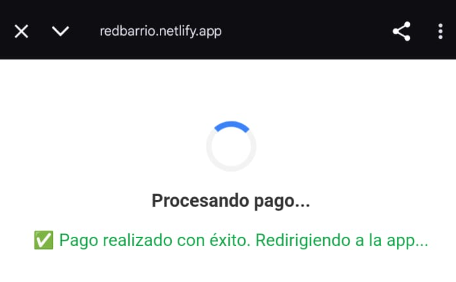 redbarrio.netlify.app
Procesando pago...
✅ Pago realizado con éxito. Redirigiendo a la app...